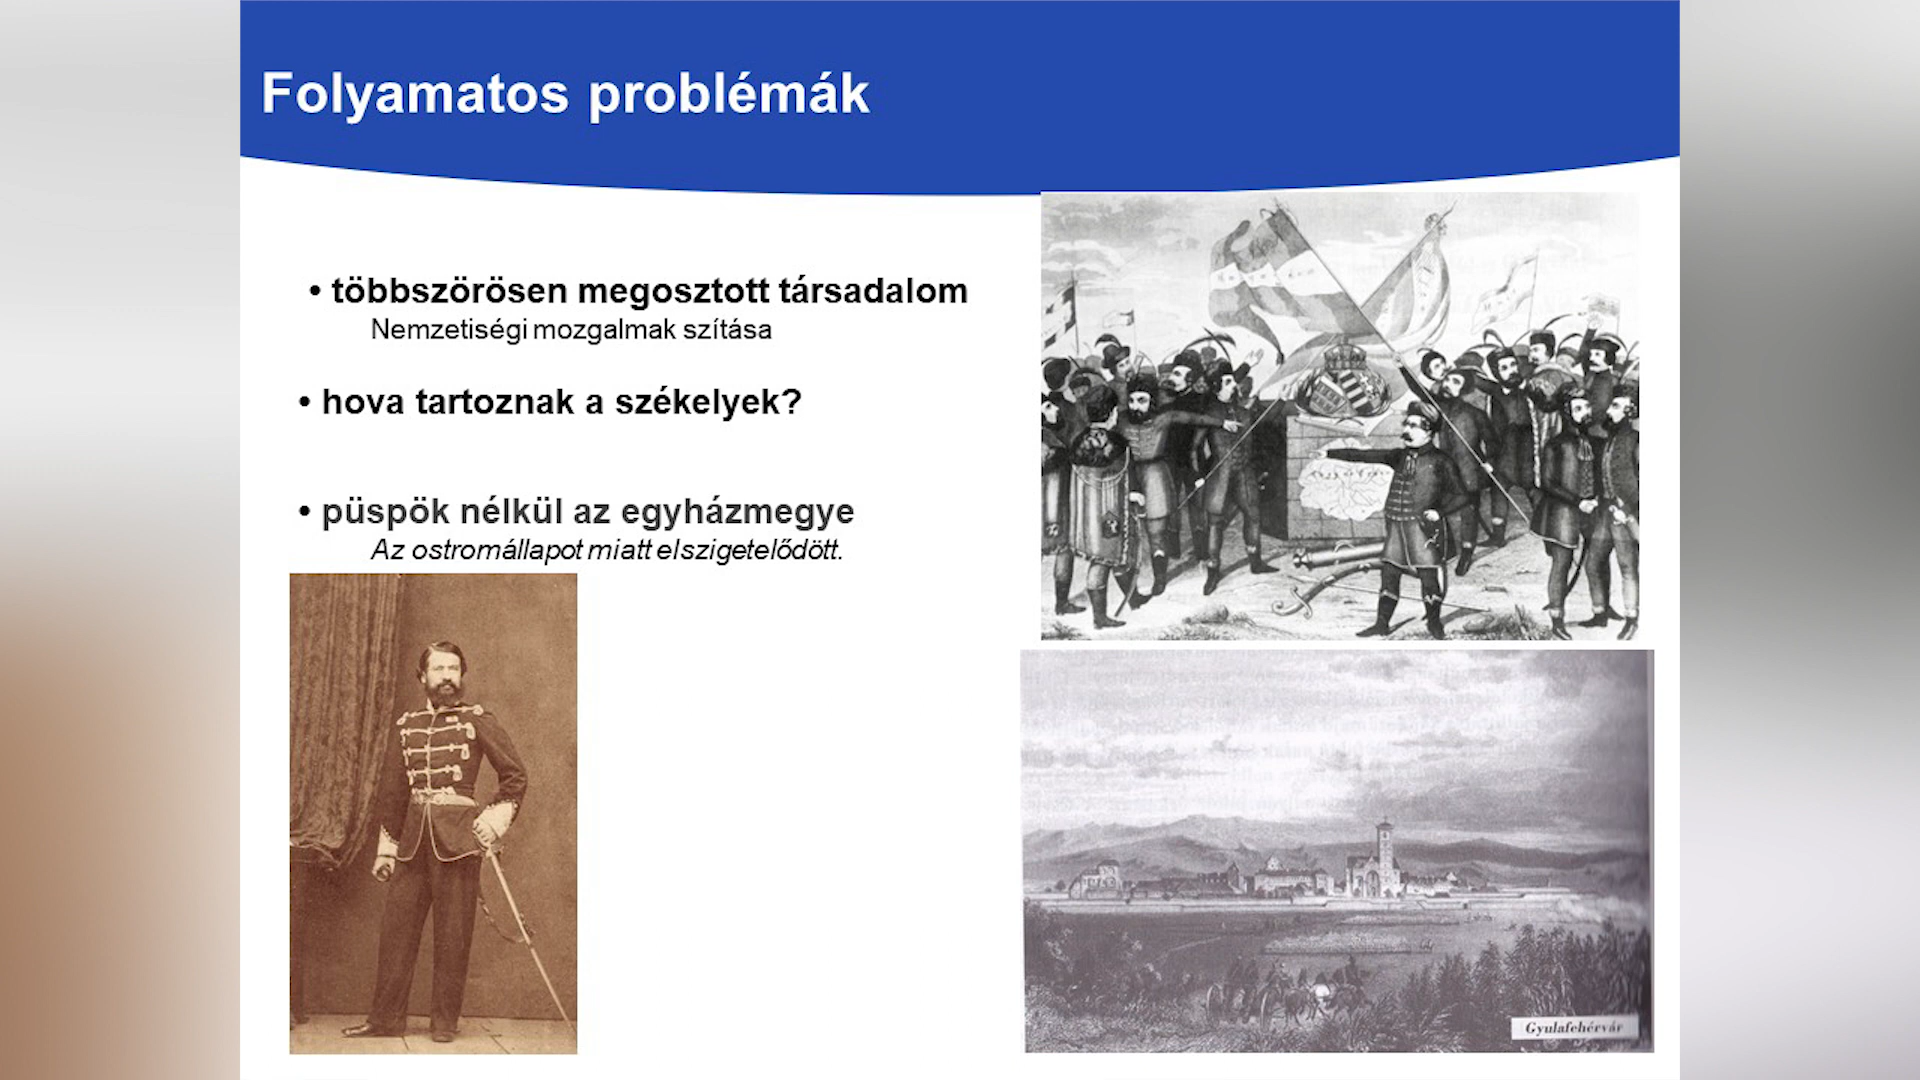 Folyamatos problémák
• többszörösen megosztott társadalom
Nemzetiségi mozgalmak szítása
• hova tartoznak a székelyek?
• püspök nélkül az egyházmegye
Az ostromállapot miatt elszigetelődött.
Gyulafehérvár